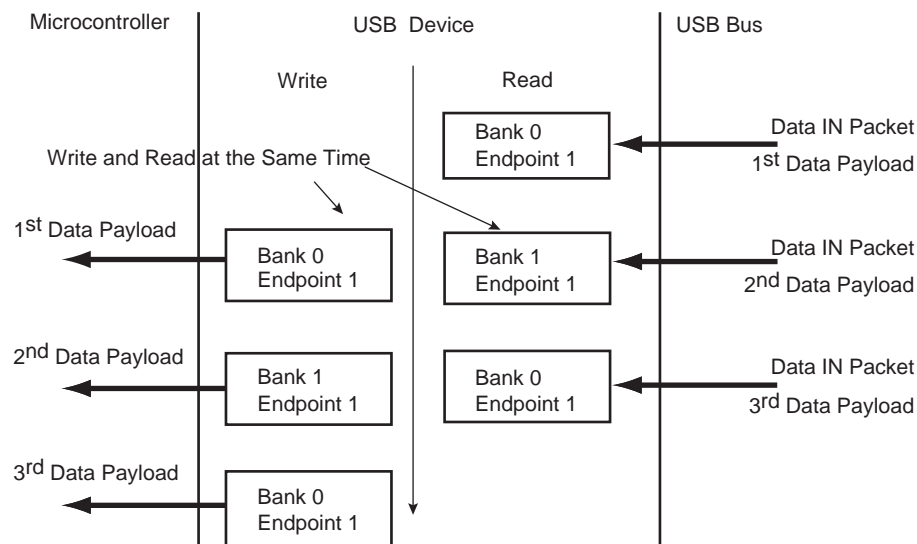 Microcontroller
USB Device
USB Bus
Write
Read
Bank 0
Endpoint 1
Data IN Packet
1st Data Payload
Write and Read at the Same Time
1st Data Payload
Bank 0
Endpoint 1
Bank 1
Endpoint 1
Data IN Packet
2nd Data Payload
2nd Data Payload
Bank 1
Endpoint 1
Bank 0
Endpoint 1
Data IN Packet
3rd Data Payload
3rd Data Payload
Bank 0
Endpoint 1